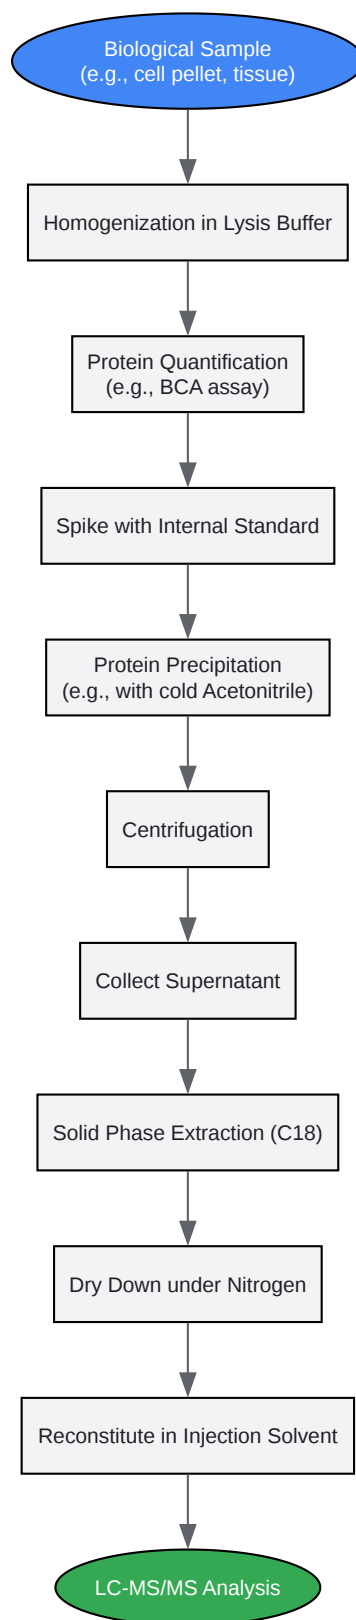 Biological Sample
(e.g., cell pellet, tissue)
Homogenization in Lysis Buffer
Protein Quantification
(e.g., BCA assay)
Spike with Internal Standard
Protein Precipitation
(e.g., with cold Acetonitrile)
Centrifugation
Collect Supernatant
Solid Phase Extraction (C18)
Dry Down under Nitrogen
Reconstitute in Injection Solvent
LC-MS/MS Analysis